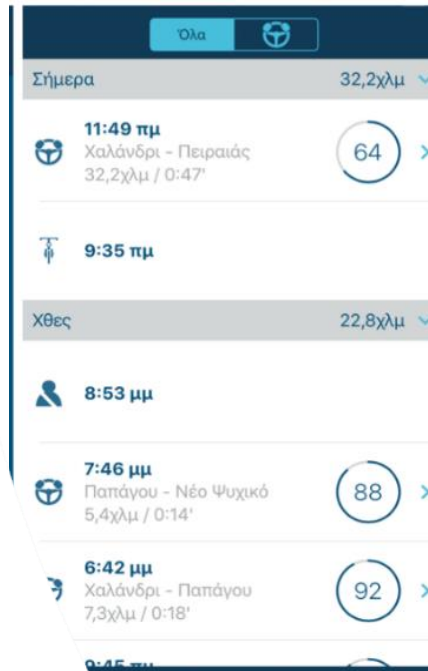 Όλα
Σήμερα 32,2χλμ
11:49 πμ
Χαλάνδρι - Πειραιάς 64
32,2χλμ / 0:47'
9:35 πμ
Χθες 22,8χλμ
8:53 μμ
7:46 μμ
Παπάγου - Νέο Ψυχικό 88
5,4χλμ / 0:14'
6:42 μμ
Χαλάνδρι - Παπάγου 92
7,3χλμ / 0:18'